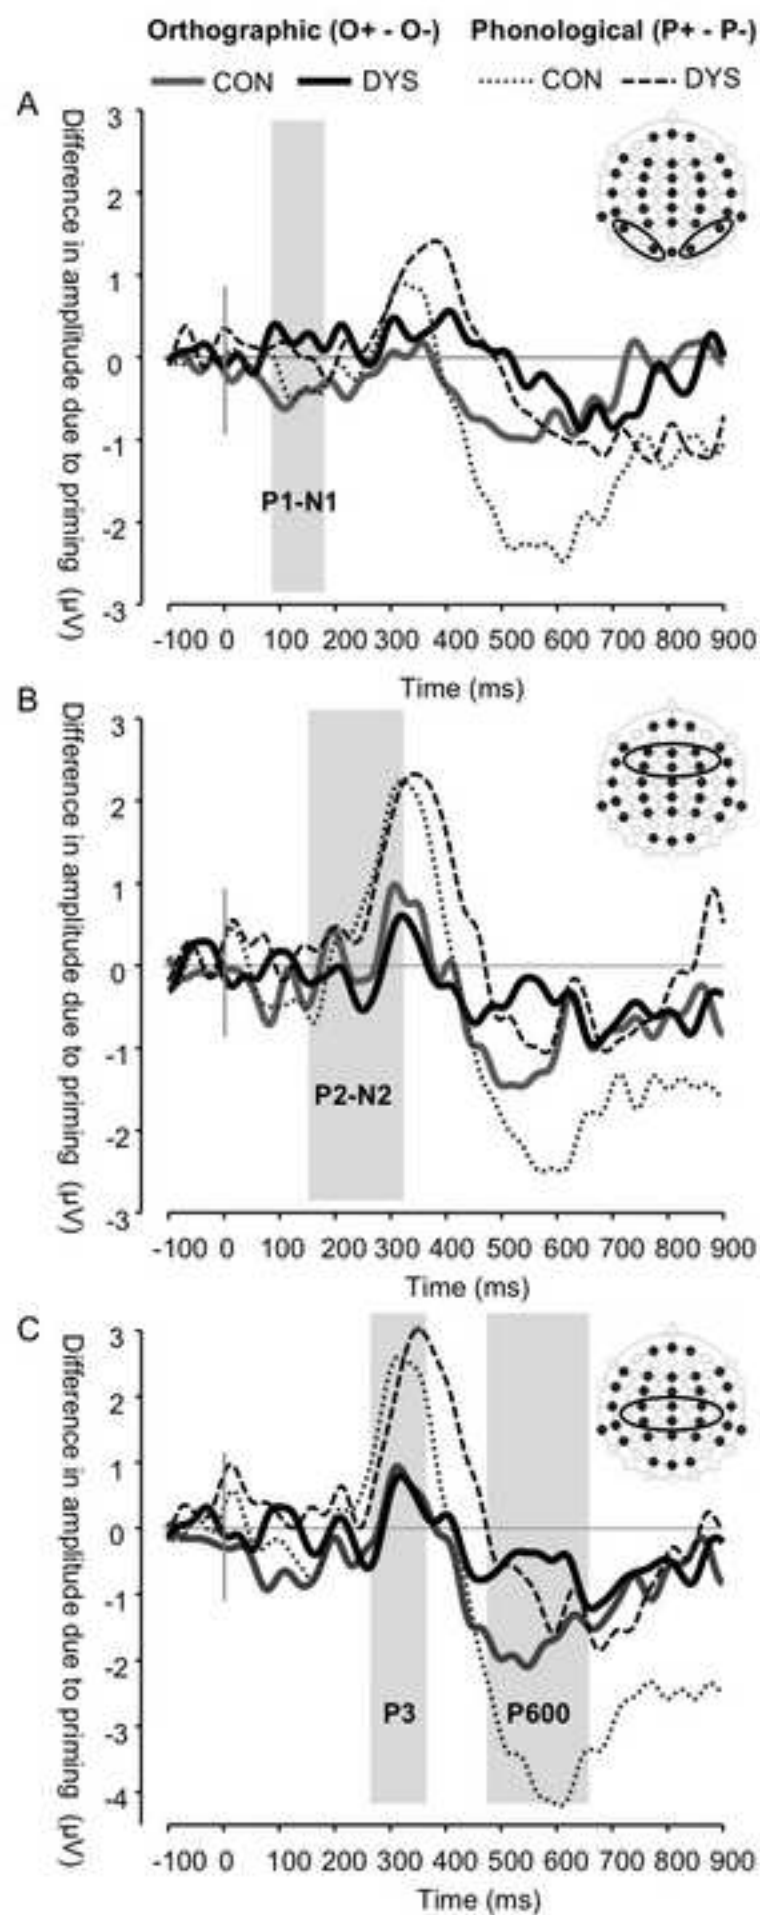 Orthographic (O+ - O-) Phonological (P+ - P-)
CON DYS CON DYS
A
Difference in amplitude due to priming (µV)
3
2
1
0
-1
-2
-3
P1-N1
-100 0 100 200 300 400 500 600 700 800 900
Time (ms)
B
Difference in amplitude due to priming (µV)
3
2
1
0
-1
-2
-3
P2-N2
-100 0 100 200 300 400 500 600 700 800 900
Time (ms)
C
Difference in amplitude due to priming (µV)
3
2
1
0
-1
-2
-3
-4
P3 P600
-100 0 100 200 300 400 500 600 700 800 900
Time (ms)